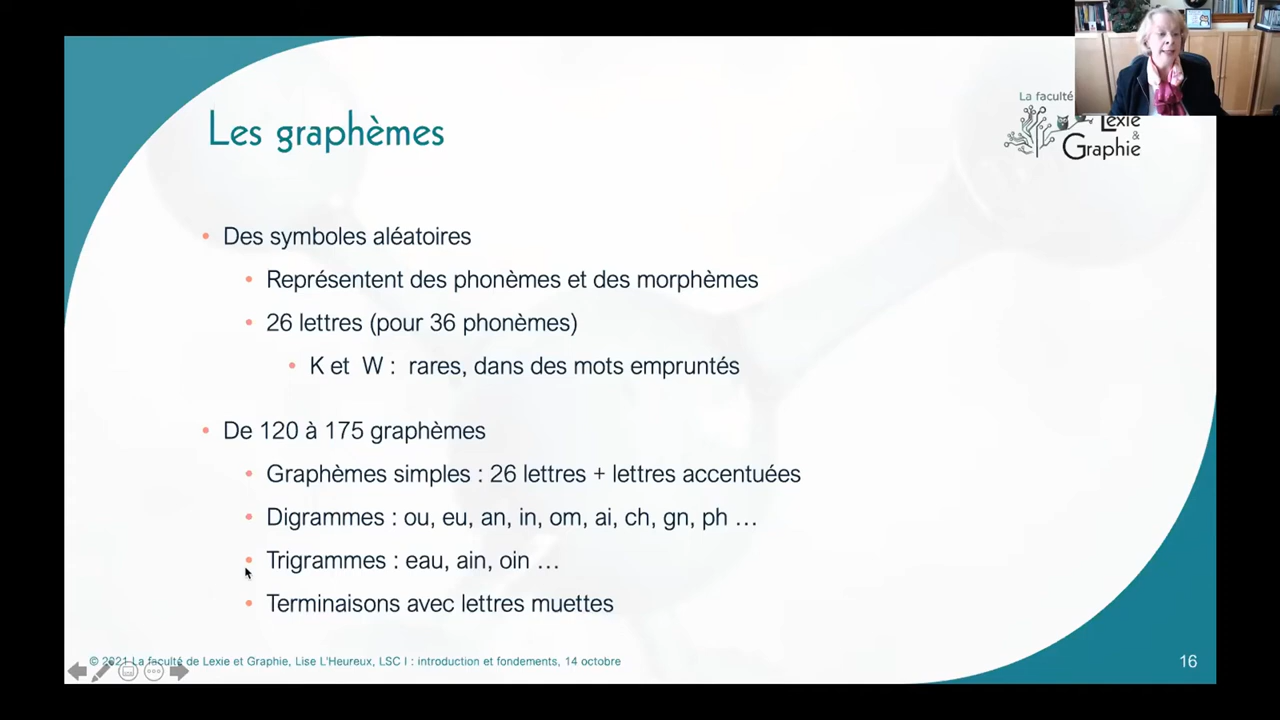 La faculté
Lexie
&
Graphie
Les graphèmes
• Des symboles aléatoires
• Représentent des phonèmes et des morphèmes
• 26 lettres (pour 36 phonèmes)
• K et W : rares, dans des mots empruntés
• De 120 à 175 graphèmes
• Graphèmes simples : 26 lettres + lettres accentuées
• Digrammes : ou, eu, an, in, om, ai, ch, gn, ph …
• Trigrammes : eau, ain, oin …
• Terminaisons avec lettres muettes
© 2021 La faculté de Lexie et Graphie, Lise L'Heureux, LSC I : introduction et fondements, 14 octobre
16